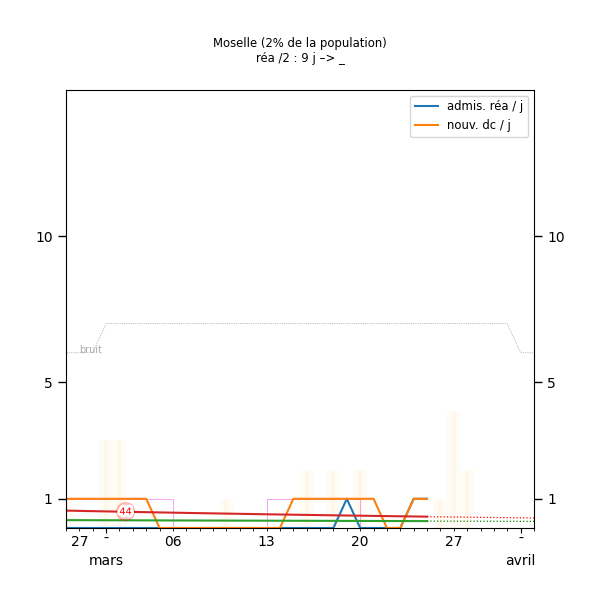 Moselle (2% de la population)
réa /2 : 9 j –> _
admis. réa / j
nouv. dc / j
10 10
bruit
5 5
1 1
44
27 - 06 13 20 27 -
mars avril